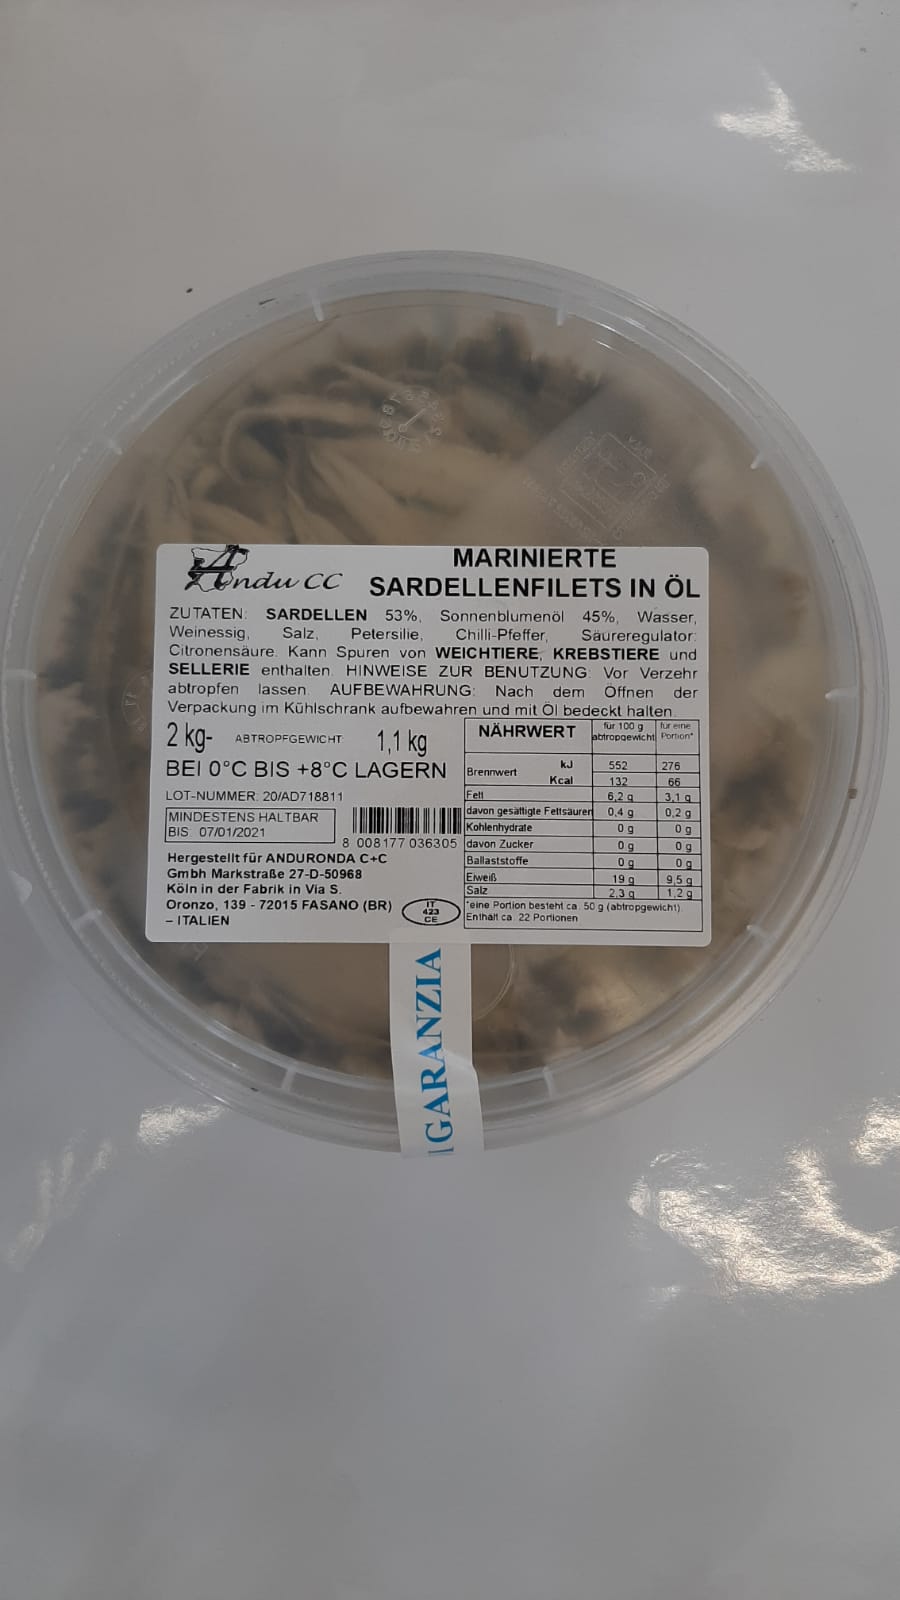 Andu CC
MARINIERTE
SARDELLENFILETS IN ÖL
ZUTATEN: SARDELLEN 53%, Sonnenblumenöl 45%, Wasser,
Weinessig, Salz, Petersilie, Chilli-Pfeffer, Säureregulator:
Citronensäure. Kann Spuren von WEICHTIERE, KREBSTIERE und
SELLERIE enthalten. HINWEISE ZUR BENUTZUNG: Vor Verzehr
abtropfen lassen. AUFBEWAHRUNG: Nach dem Öffnen der
Verpackung im Kühlschrank aufbewahren und mit Öl bedeckt halten.
2 kg- ABTROPFGEWICHT: 1,1 kg
BEI 0°C BIS +8°C LAGERN
LOT-NUMMER: 20/AD718811
MINDESTENS HALTBAR
BIS: 07/01/2021
8 008177 036305
Hergestellt für ANDURONDA C+C
Gmbh Markstraße 27-D-50968
Köln in der Fabrik in Via S.
Oronzo, 139 - 72015 FASANO (BR)
– ITALIEN
IT
423
CE
NÄHRWERT für 100 g abtropgewicht für eine Portion*
Brennwert kJ 552 276
Kcal 132 66
Fett 6,2 g 3,1 g
davon gesättigte Fettsäuren 0,4 g 0,2 g
Kohlenhydrate 0 g 0 g
davon Zucker 0 g 0 g
Ballaststoffe 0 g 0 g
Eiweiß 19 g 9,5 g
Salz 2,3 g 1,2 g
*eine Portion besteht ca. 50 g (abtropgewicht).
Enthält ca. 22 Portionen
GARANZIA